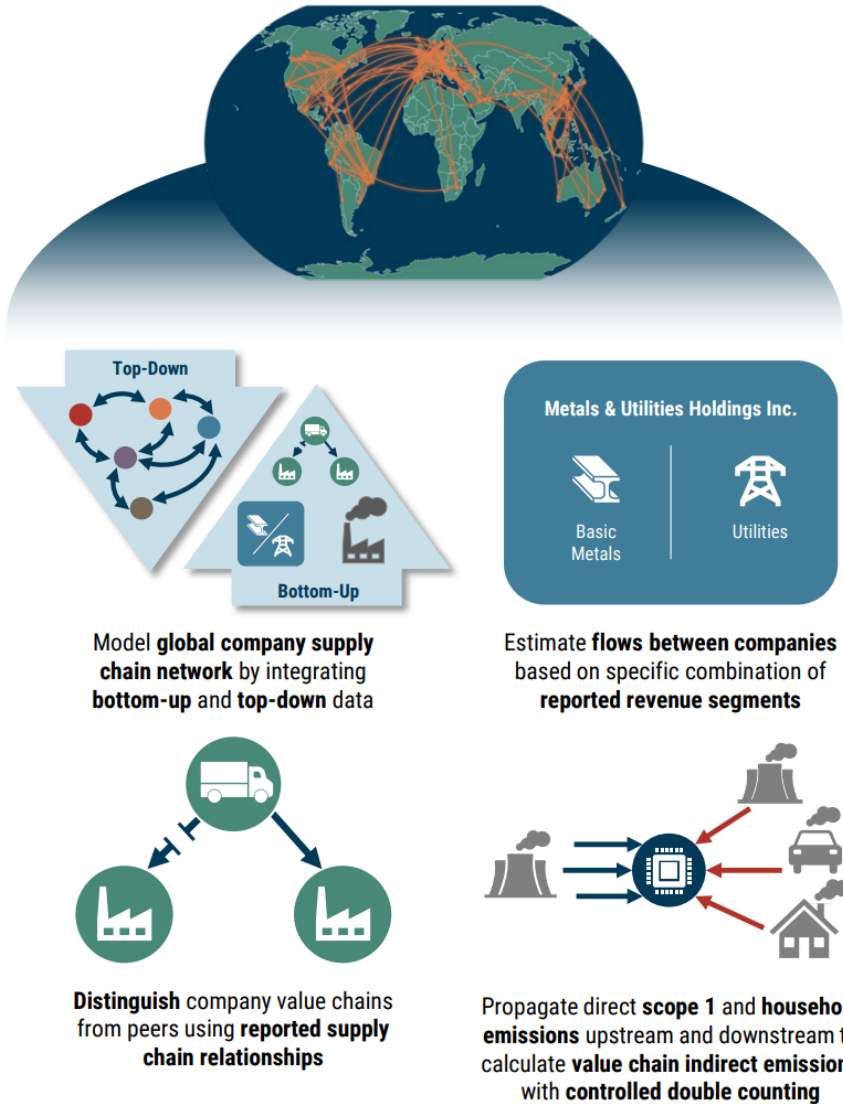 Top-Down
Bottom-Up
Metals & Utilities Holdings Inc.
Basic
Metals
Utilities
Model global company supply
chain network by integrating
bottom-up and top-down data
Estimate flows between companies
based on specific combination of
reported revenue segments
Distinguish company value chains
from peers using reported supply
chain relationships
Propagate direct scope 1 and
emissions upstream and downstream
calculate value chain indirect
with controlled double counting